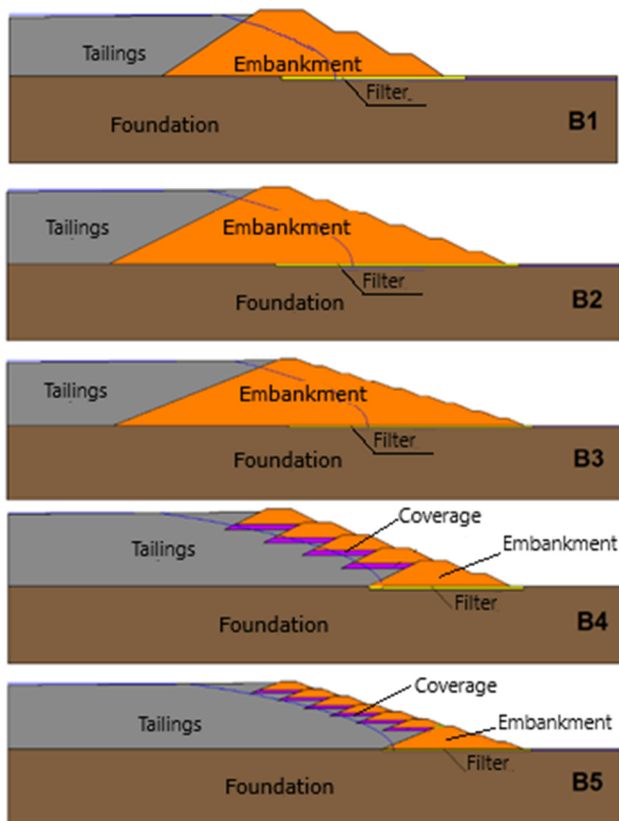 Tailings
Embankment
Filter
Foundation
B1
Tailings
Embankment
Filter
Foundation
B2
Tailings
Embankment
Filter
Foundation
B3
Coverage
Tailings
Embankment
Filter
Foundation
B4
Coverage
Tailings
Embankment
Filter
Foundation
B5